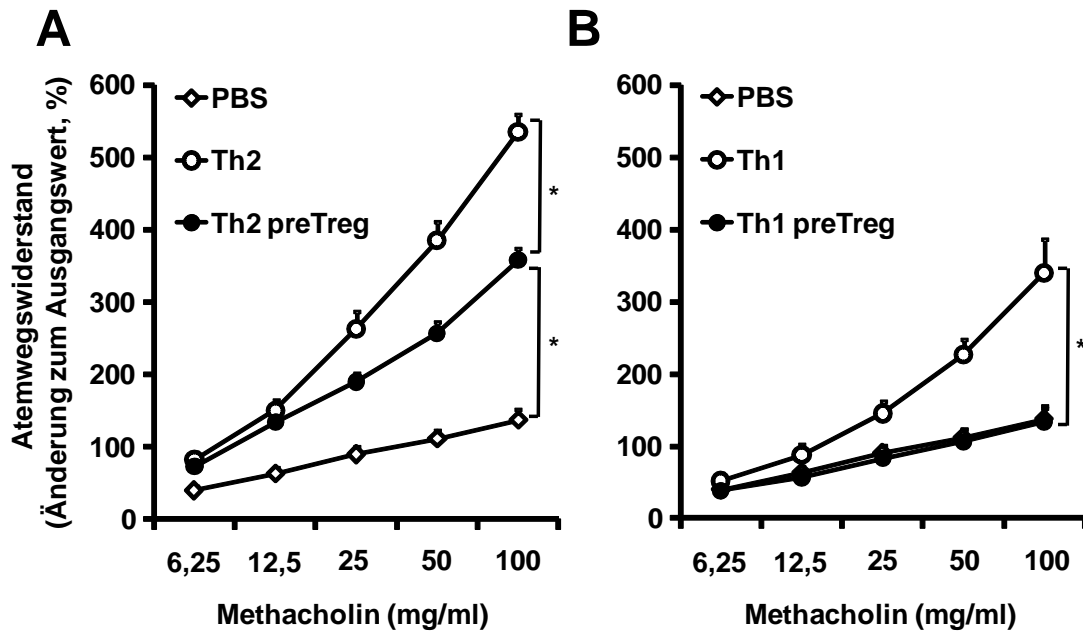 A
Atemwegswiderstand
(Änderung zum Ausgangswert, %)
600
500
400
300
200
100
0
PBS
Th2
Th2 preTreg
*
*
6,25 12,5 25 50 100
Methacholin (mg/ml)
B
600
500
400
300
200
100
0
PBS
Th1
Th1 preTreg
*
6,25 12,5 25 50 100
Methacholin (mg/ml)